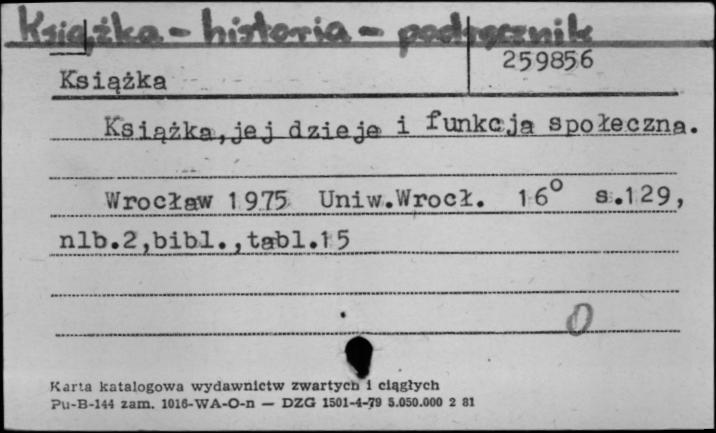 Książka - historia - podręcznik
259856
Książka
Książka,jej dzieje i funkcja społeczna.
Wrocław 1975 Uniw.Wrocł. 16° s.129,
nlb.2,bibl.,tabl.15
0
Karta katalogowa wydawnictw zwartych i ciągłych
Pu-B-144 zam. 1016-WA-O-n — DZG 1501-4-79 5.050.000 2 81